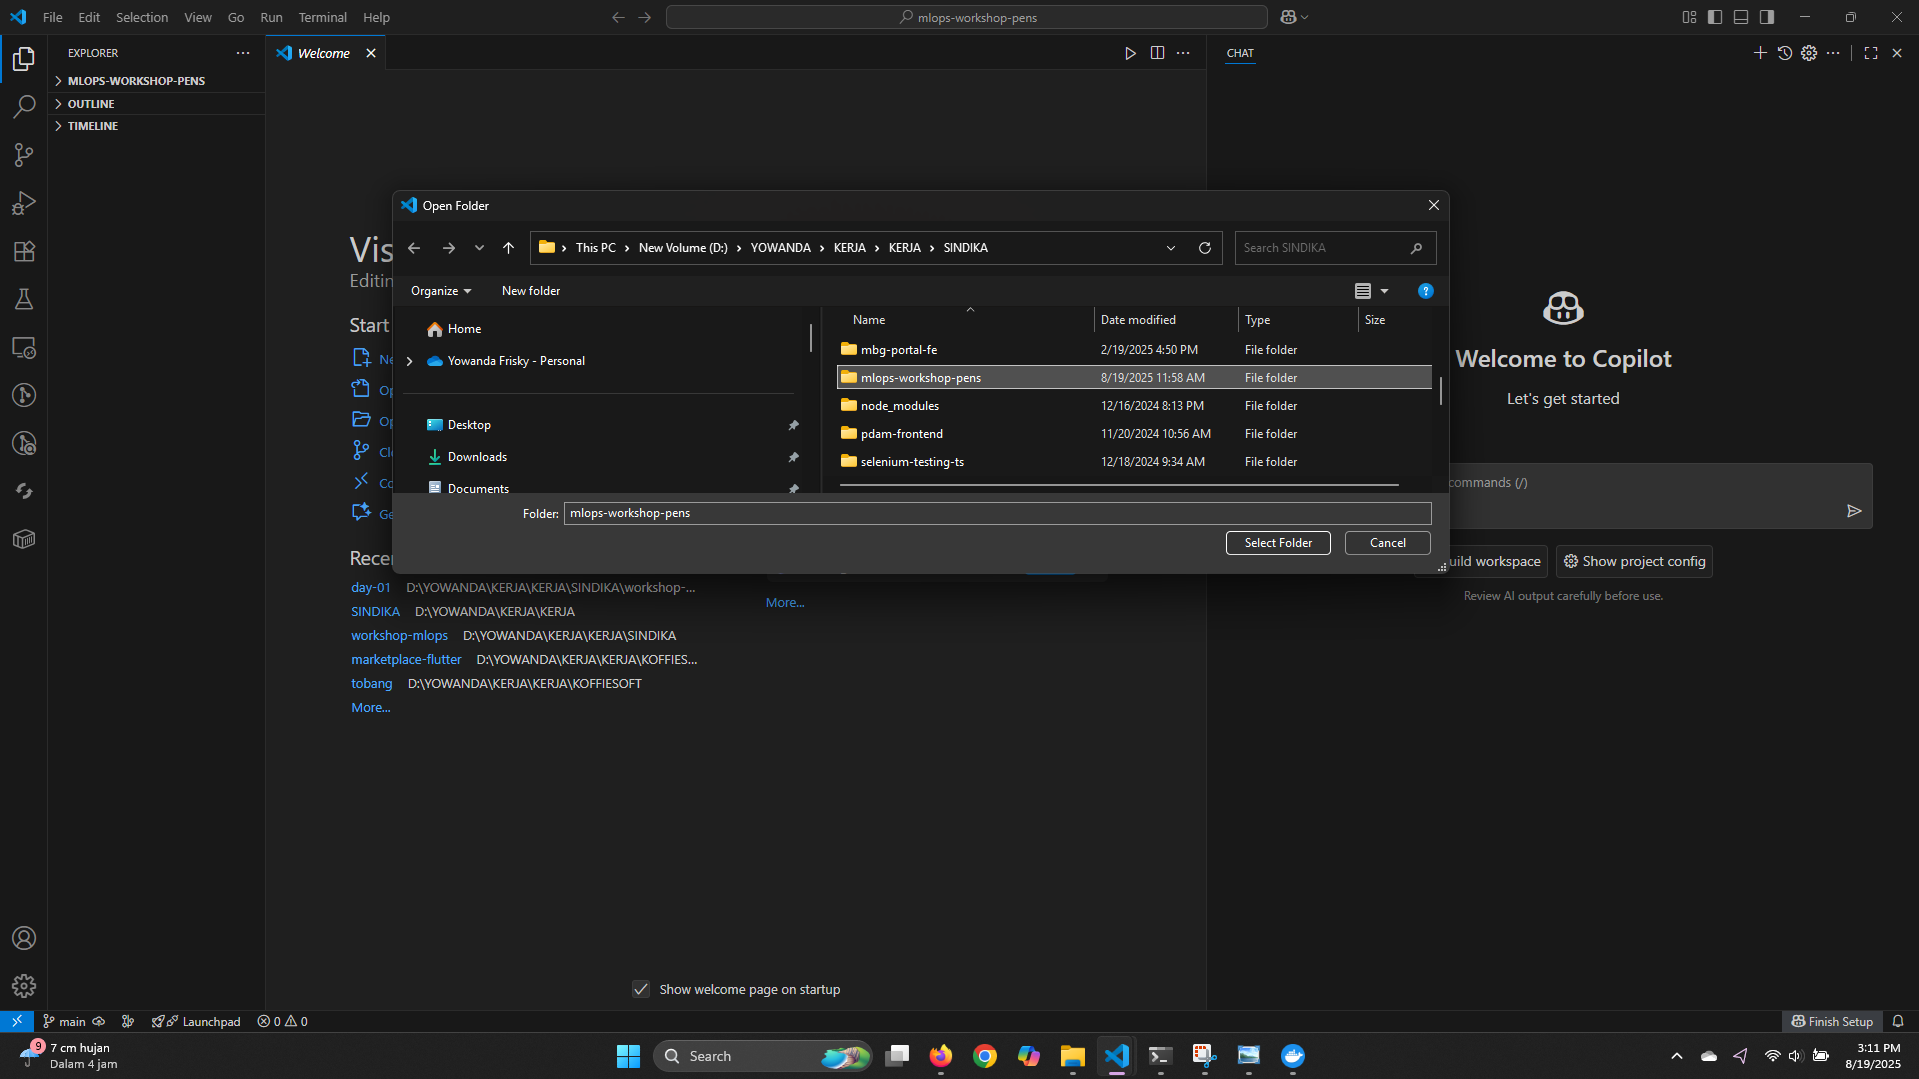 File Edit Selection View Go Run Terminal Help
mlops-workshop-pens
EXPLORER
MLOPS-WORKSHOP-PENS
OUTLINE
TIMELINE
Welcome
CHAT
Vis
Editin
Start
Ne
Op
Op
Clo
Co
Ge
Rece
day-01 D:\YOWANDA\KERJA\KERJA\SINDIKA\workshop-...
SINDIKA D:\YOWANDA\KERJA\KERJA
workshop-mlops D:\YOWANDA\KERJA\KERJA\SINDIKA
marketplace-flutter D:\YOWANDA\KERJA\KERJA\KOFFIES...
tobang D:\YOWANDA\KERJA\KERJA\KOFFIESOFT
More...
More...
Show welcome page on startup
Open Folder
This PC > New Volume (D:) > YOWANDA > KERJA > KERJA > SINDIKA
Search SINDIKA
Organize New folder
Home
Yowanda Frisky - Personal
Desktop
Downloads
Documents
Name Date modified Type Size
mbg-portal-fe 2/19/2025 4:50 PM File folder
mlops-workshop-pens 8/19/2025 11:58 AM File folder
node_modules 12/16/2024 8:13 PM File folder
pdam-frontend 11/20/2024 10:56 AM File folder
selenium-testing-ts 12/18/2024 9:34 AM File folder
Folder: mlops-workshop-pens
Select Folder Cancel
Welcome to Copilot
Let's get started
commands (/)
uild workspace
Show project config
Review AI output carefully before use.
main Launchpad 0 0
Finish Setup
9
7 cm hujan
Dalam 4 jam
Search
3:11 PM
8/19/2025